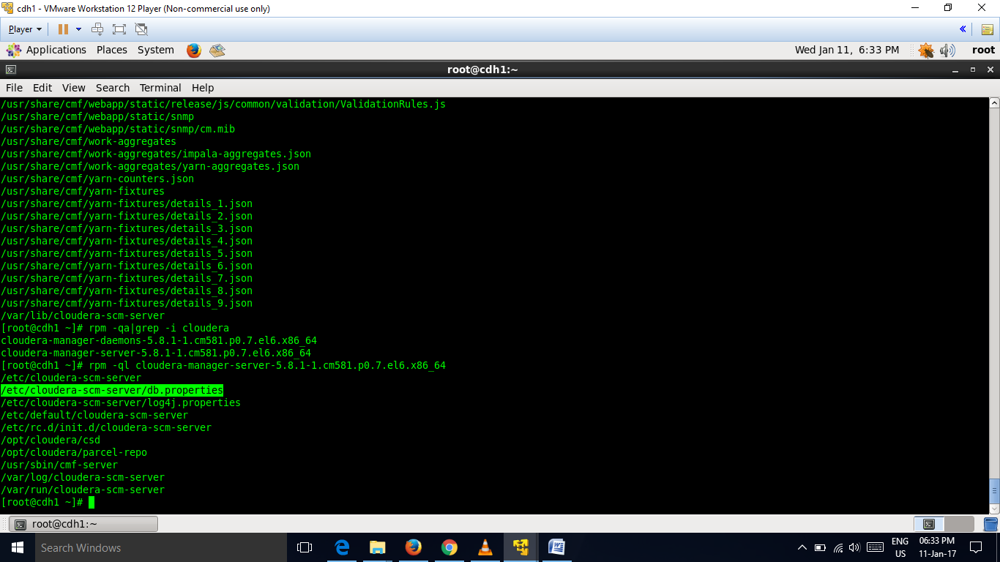 cdh1 - VMware Workstation 12 Player (Non-commercial use only)
Player
Applications Places System Wed Jan 11, 6:33 PM root
root@cdh1:~
File Edit View Search Terminal Help
/usr/share/cmf/webapp/static/release/js/common/validation/ValidationRules.js
/usr/share/cmf/webapp/static/snmp
/usr/share/cmf/webapp/static/snmp/cm.mib
/usr/share/cmf/work-aggregates
/usr/share/cmf/work-aggregates/impala-aggregates.json
/usr/share/cmf/work-aggregates/yarn-aggregates.json
/usr/share/cmf/yarn-counters.json
/usr/share/cmf/yarn-fixtures
/usr/share/cmf/yarn-fixtures/details_1.json
/usr/share/cmf/yarn-fixtures/details_2.json
/usr/share/cmf/yarn-fixtures/details_3.json
/usr/share/cmf/yarn-fixtures/details_4.json
/usr/share/cmf/yarn-fixtures/details_5.json
/usr/share/cmf/yarn-fixtures/details_6.json
/usr/share/cmf/yarn-fixtures/details_7.json
/usr/share/cmf/yarn-fixtures/details_8.json
/usr/share/cmf/yarn-fixtures/details_9.json
/var/lib/cloudera-scm-server
[root@cdh1 ~]# rpm -qa|grep -i cloudera
cloudera-manager-daemons-5.8.1-1.cm581.p0.7.el6.x86_64
cloudera-manager-server-5.8.1-1.cm581.p0.7.el6.x86_64
[root@cdh1 ~]# rpm -ql cloudera-manager-server-5.8.1-1.cm581.p0.7.el6.x86_64
/etc/cloudera-scm-server
/etc/cloudera-scm-server/db.properties
/etc/cloudera-scm-server/log4j.properties
/etc/default/cloudera-scm-server
/etc/rc.d/init.d/cloudera-scm-server
/opt/cloudera/csd
/opt/cloudera/parcel-repo
/usr/sbin/cmf-server
/var/log/cloudera-scm-server
/var/run/cloudera-scm-server
[root@cdh1 ~]#
root@cdh1:~
Search Windows
ENG 06:33 PM
US 11-Jan-17